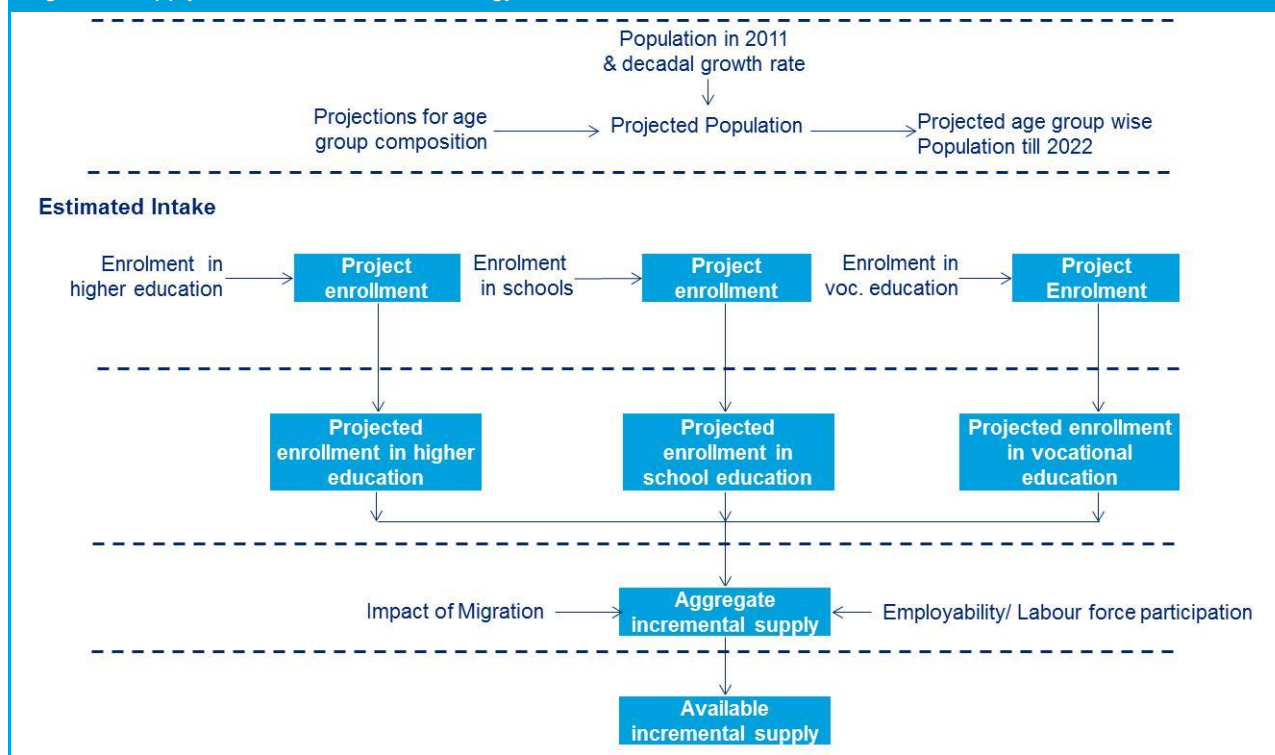 Population in 2011
& decadal growth rate
Projections for age
group composition
Projected Population
Projected age group wise
Population till 2022
Estimated Intake
Enrolment in
higher education
Project
enrollment
Enrolment
in schools
Project
enrollment
Enrolment in
voc. education
Project
Enrolment
Projected
enrollment in higher
education
Projected
enrollment in
school education
Projected enrollment
in vocational
education
Impact of Migration
Aggregate
incremental supply
Employability/ Labour force participation
Available
incremental supply